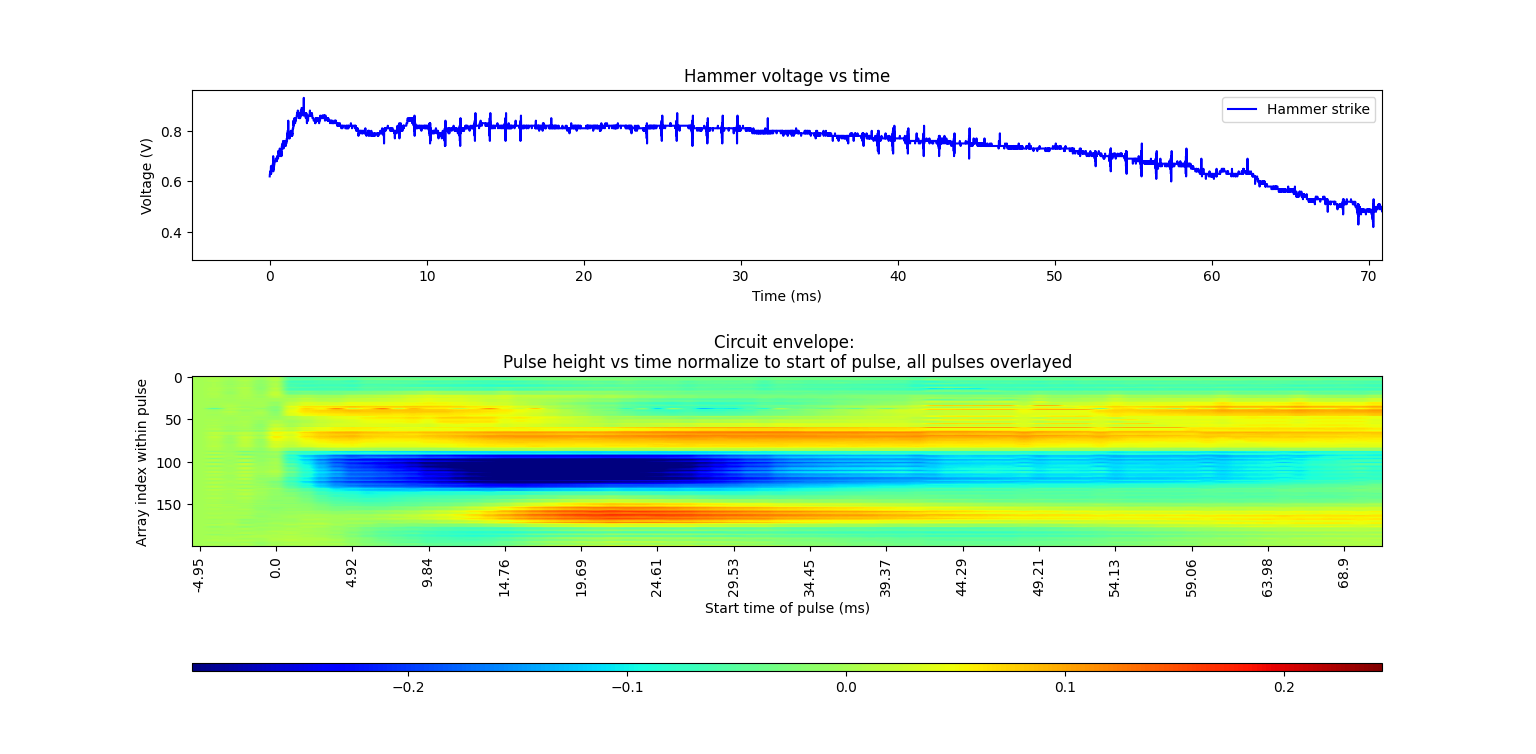 Hammer voltage vs time
Hammer strike
Voltage (V)
0.8
0.6
0.4
0 10 20 30 40 50 60 70
Time (ms)
Circuit envelope:
Pulse height vs time normalize to start of pulse, all pulses overlayed
Array index within pulse
0
50
100
150
-4.95 0.0 4.92 9.84 14.76 19.69 24.61 29.53 34.45 39.37 44.29 49.21 54.13 59.06 63.98 68.9
Start time of pulse (ms)
−0.2 −0.1 0.0 0.1 0.2